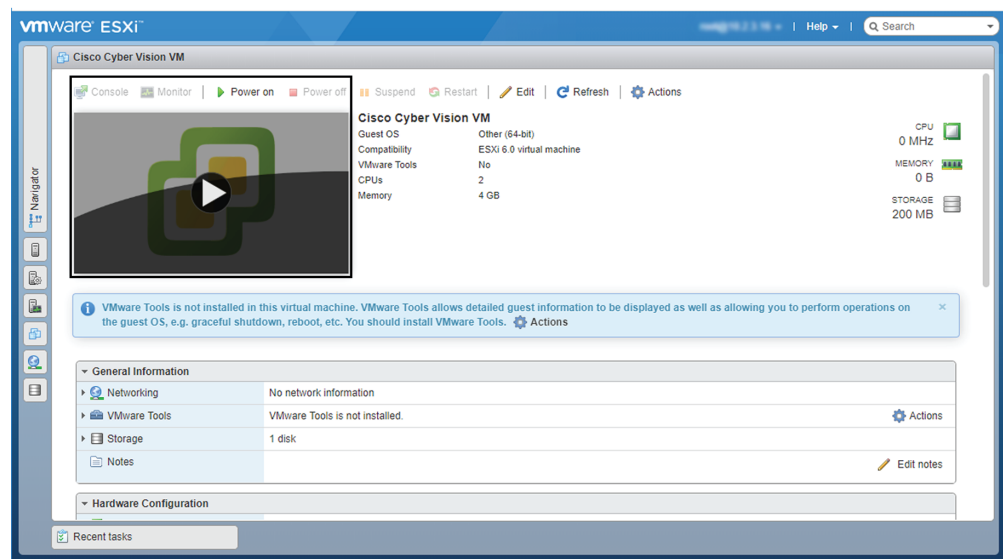 vmware ESXi™
Help
Search
Cisco Cyber Vision VM
Navigator
Console Monitor Power on Power off Suspend Restart Edit Refresh Actions
Cisco Cyber Vision VM
Guest OS Other (64-bit)
Compatibility ESXi 6.0 virtual machine
VMware Tools No
CPUs 2
Memory 4 GB
CPU
0 MHz
MEMORY
0 B
STORAGE
200 MB
VMware Tools is not installed in this virtual machine. VMware Tools allows detailed guest information to be displayed as well as allowing you to perform operations on
the guest OS, e.g. graceful shutdown, reboot, etc. You should install VMware Tools. Actions
General Information
Networking No network information
VMware Tools VMware Tools is not installed. Actions
Storage 1 disk
Notes Edit notes
Hardware Configuration
Recent tasks